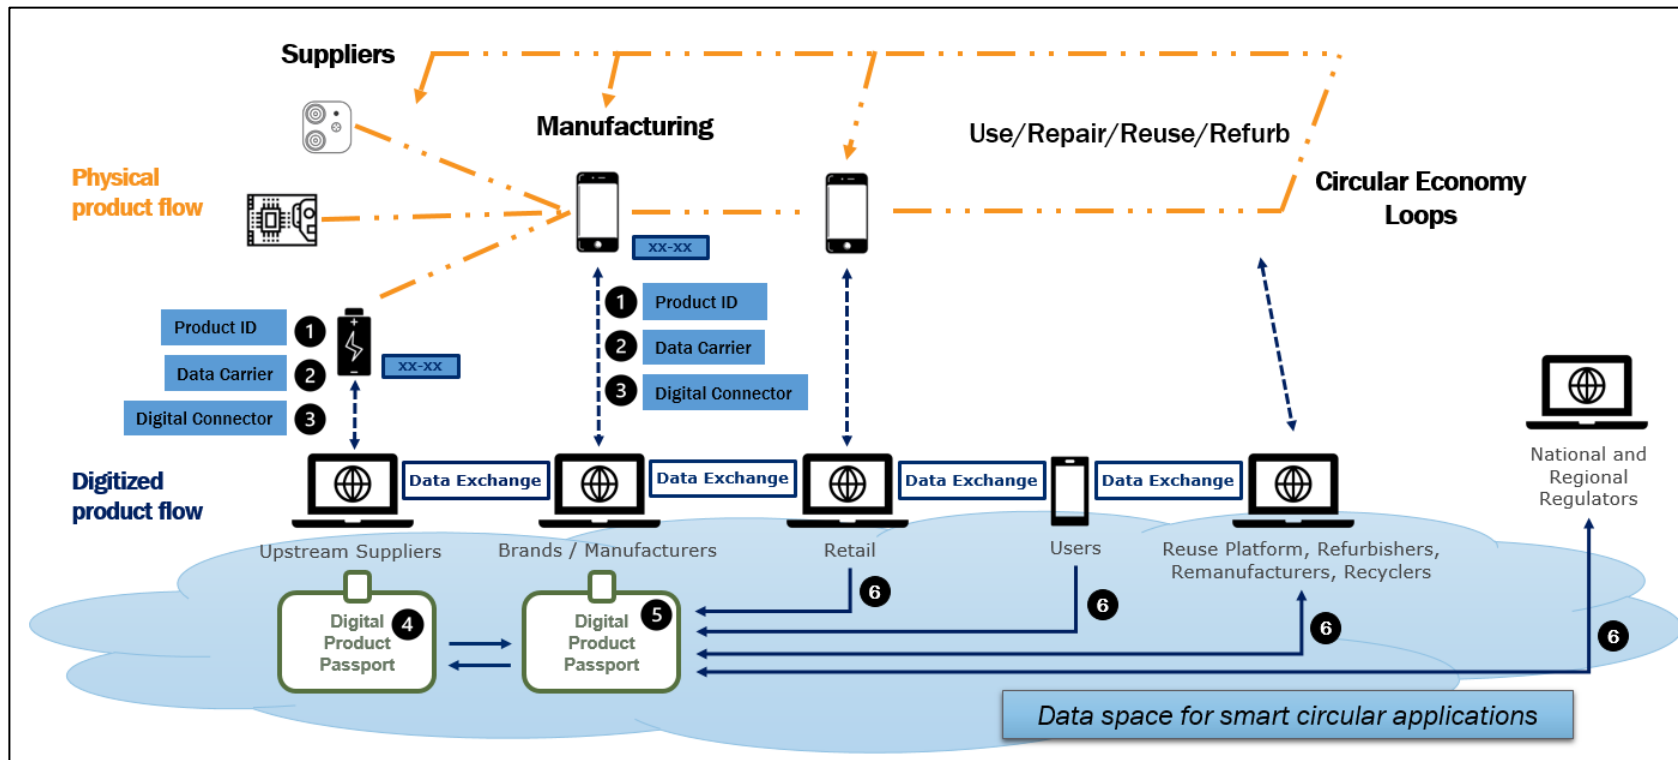 Suppliers
Manufacturing
Use/Repair/Reuse/Refurb
Physical
product flow
Circular Economy
Loops
xx-xx
1 Product ID
2 Data Carrier
3 Digital Connector
Product ID 1
Data Carrier 2
Digital Connector 3
xx-xx
Digitized
product flow
Data Exchange
Data Exchange
Data Exchange
Data Exchange
National and
Regional
Regulators
Upstream Suppliers
Brands / Manufacturers
Retail
Users
Reuse Platform, Refurbishers,
Remanufacturers, Recyclers
Digital
Product
Passport
4
Digital
Product
Passport
5
6
6
6
6
Data space for smart circular applications